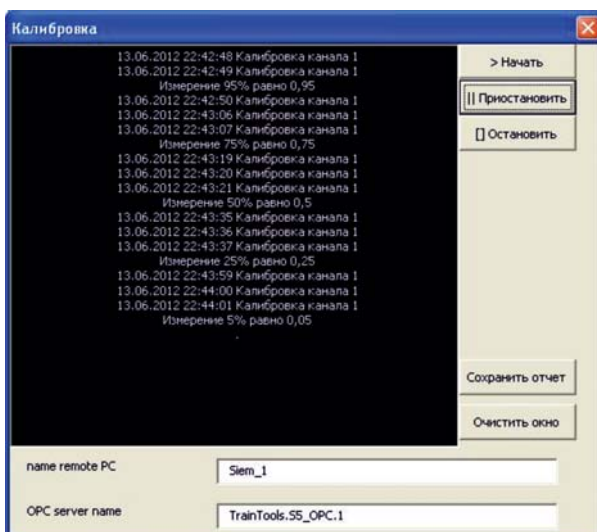 Калибровка
13.06.2012 22:42:48 Калибровка канала 1
13.06.2012 22:42:49 Калибровка канала 1
Измерение 95% равно 0,95
13.06.2012 22:42:50 Калибровка канала 1
13.06.2012 22:43:06 Калибровка канала 1
13.06.2012 22:43:07 Калибровка канала 1
Измерение 75% равно 0,75
13.06.2012 22:43:19 Калибровка канала 1
13.06.2012 22:43:20 Калибровка канала 1
13.06.2012 22:43:21 Калибровка канала 1
Измерение 50% равно 0,5
13.06.2012 22:43:35 Калибровка канала 1
13.06.2012 22:43:36 Калибровка канала 1
13.06.2012 22:43:37 Калибровка канала 1
Измерение 25% равно 0,25
13.06.2012 22:43:59 Калибровка канала 1
13.06.2012 22:44:00 Калибровка канала 1
13.06.2012 22:44:01 Калибровка канала 1
Измерение 5% равно 0,05
.
> Начать
|| Приостановить
[] Остановить
Сохранить отчет
Очистить окно
name remote PC
Siem_1
OPC server name
TrainTools.S5_OPC.1